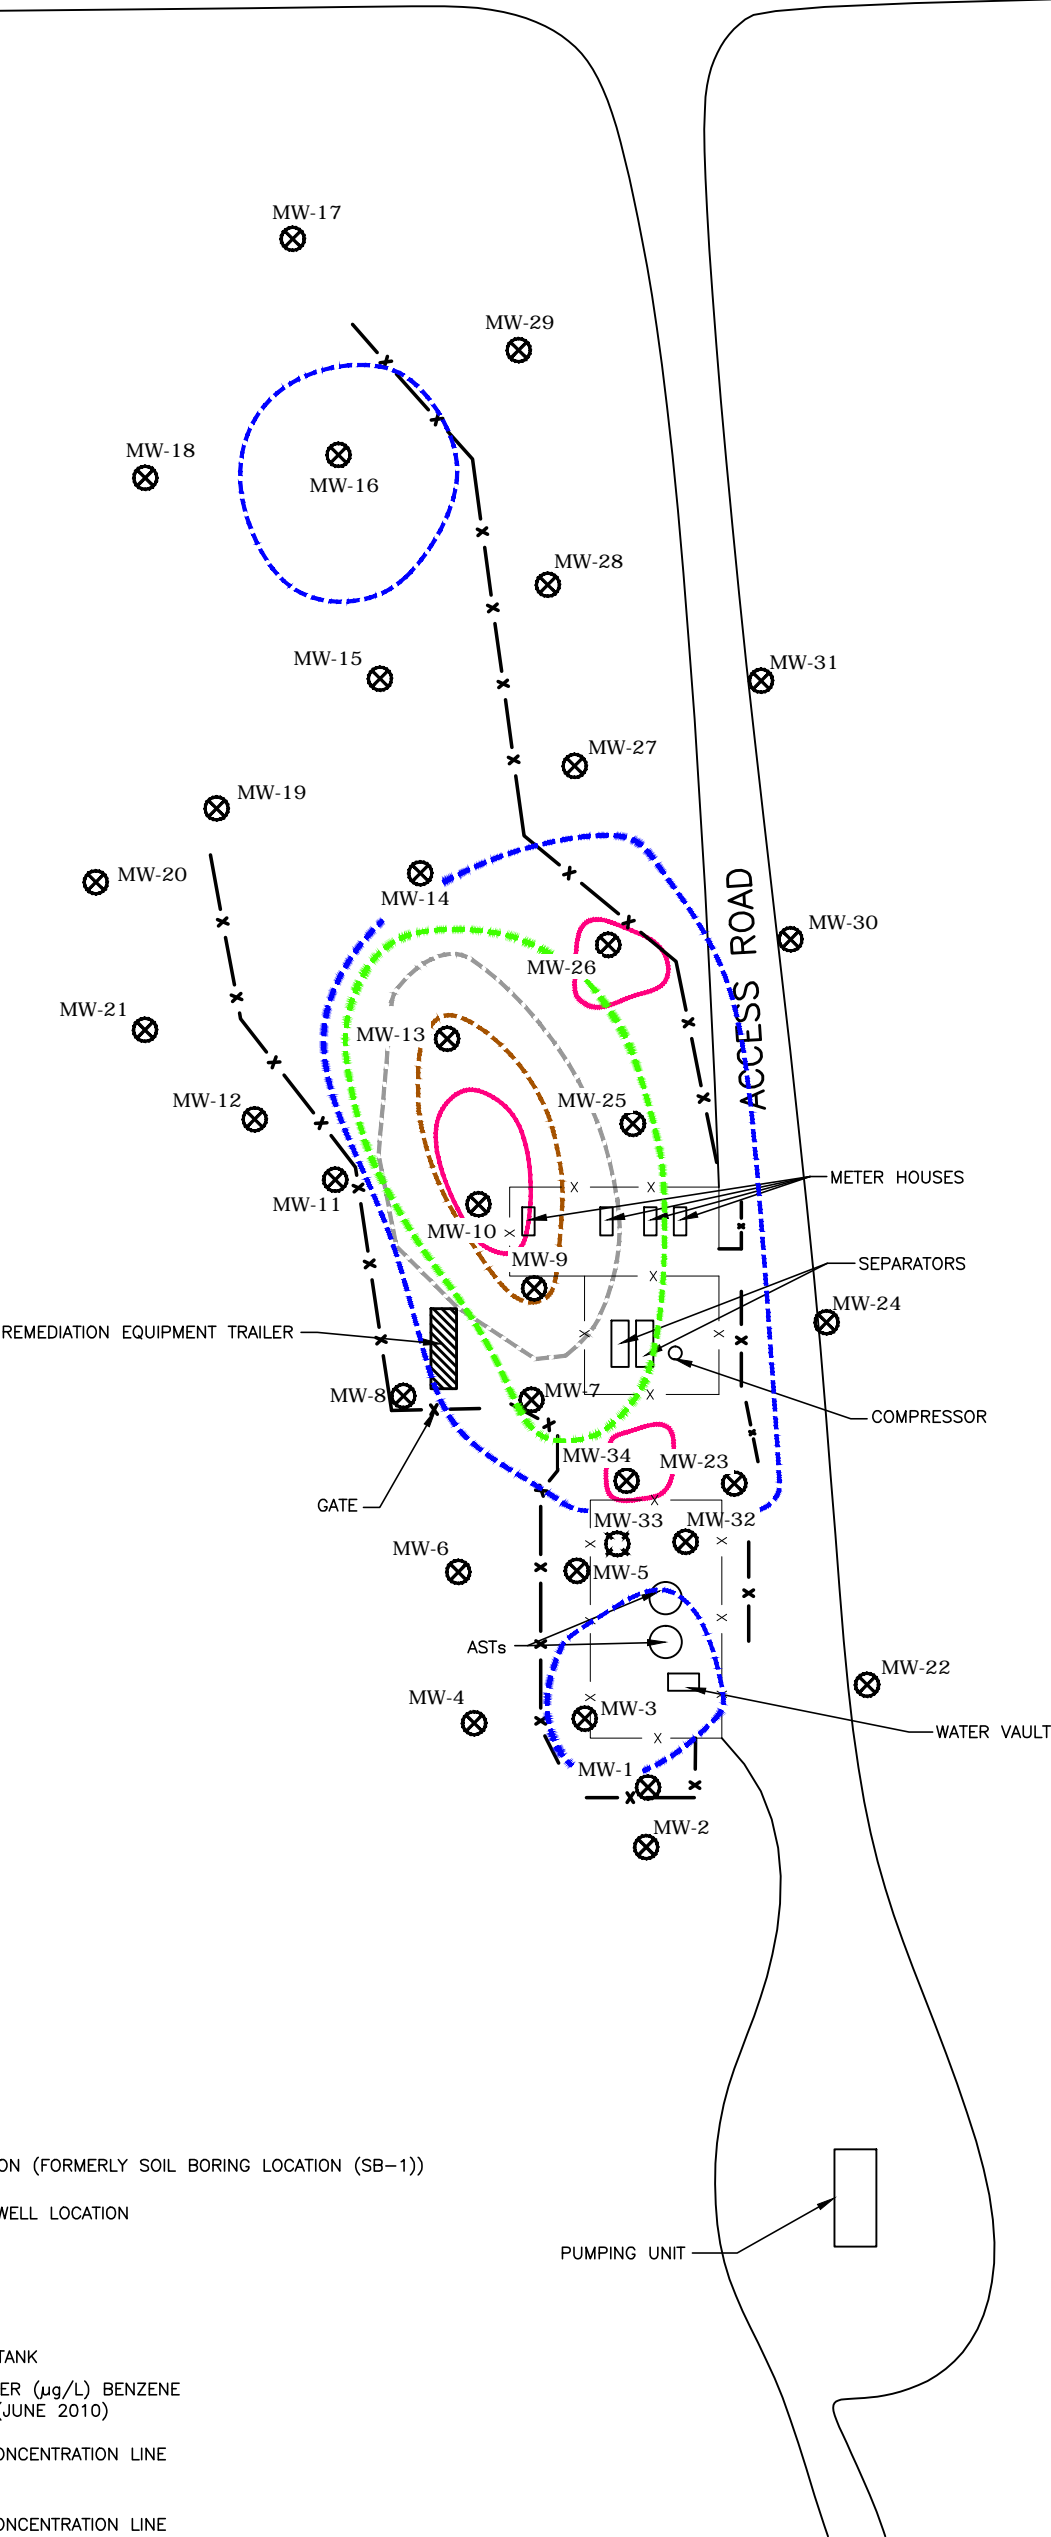 MW-17
MW-29
MW-18
MW-16
MW-28
MW-15
MW-31
MW-27
MW-19
MW-20
MW-14
ACCESS ROAD
MW-30
MW-26
MW-21
MW-13
MW-12
MW-25
MW-11
METER HOUSES
MW-10
MW-9
SEPARATORS
MW-24
REMEDIATION EQUIPMENT TRAILER
MW-8
MW-7
COMPRESSOR
MW-34
MW-23
GATE
MW-33
MW-32
MW-6
MW-5
ASTs
MW-22
MW-4
MW-3
WATER VAULT
MW-1
MW-2
ON (FORMERLY SOIL BORING LOCATION (SB-1))
WELL LOCATION
PUMPING UNIT
TANK
ER (µg/L) BENZENE
(JUNE 2010)
ONCENTRATION LINE
ONCENTRATION LINE